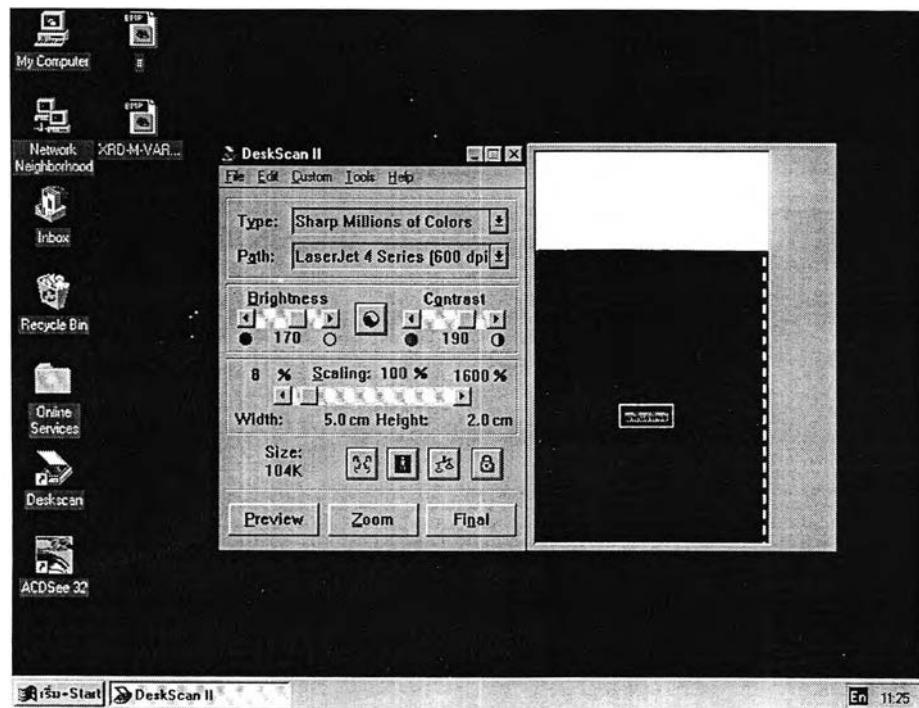 My Computer
Network
Neighborhood
XRD-M-VAR...
Inbox
Recycle Bin
Online
Services
Deskscan
ACDSee 32
DeskScan II
File Edit Custom Tools Help
Type: Sharp Millions of Colors
Path: LaserJet 4 Series (600 dpi
Brightness Contrast
170 190
8 % Scaling: 100 % 1600 %
Width: 5.0 cm Height: 2.0 cm
Size:
104K
Preview Zoom Final
เริ่ม-Start DeskScan II En 11:25